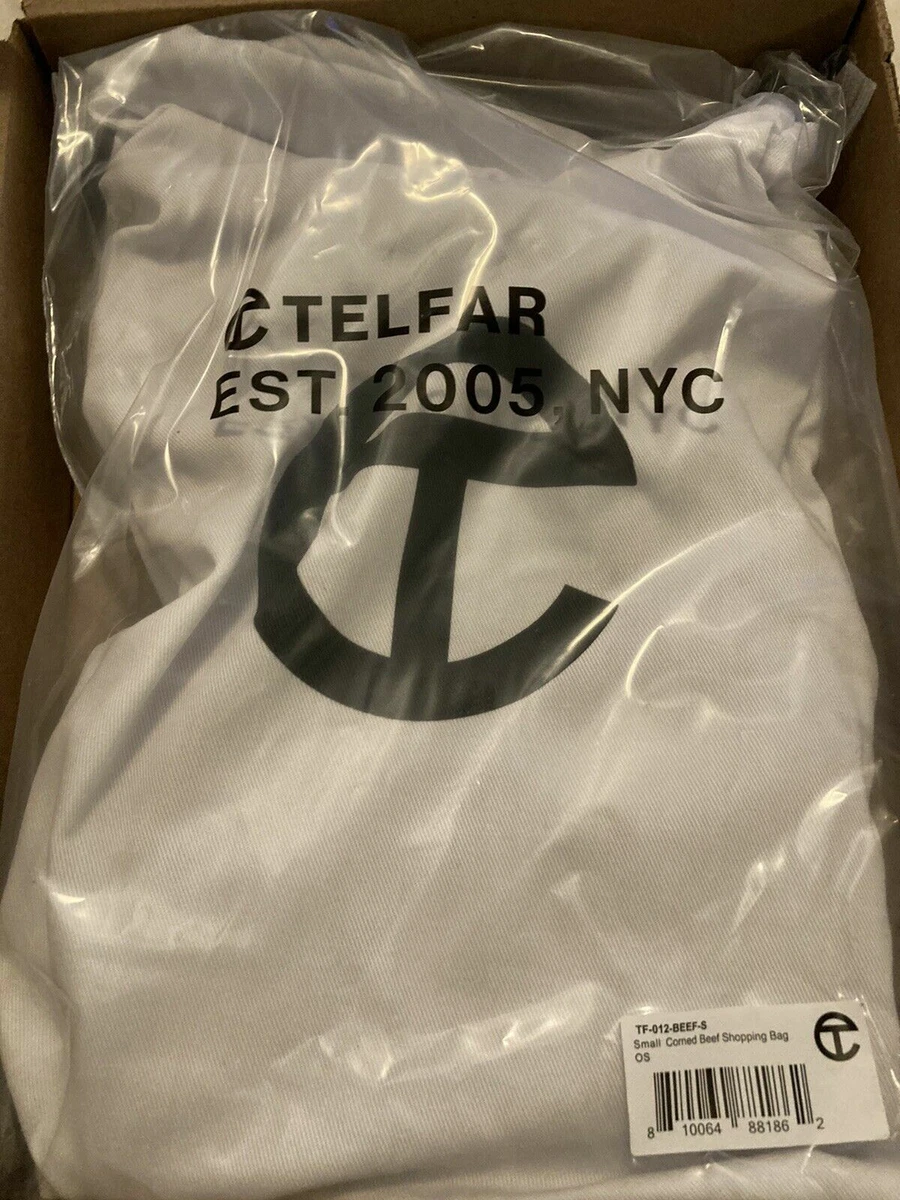 TELFAR
EST. 2005, NYC
TF-012-BEEF-S
Small Corned Beef Shopping Bag
OS
8 10064 88186 2